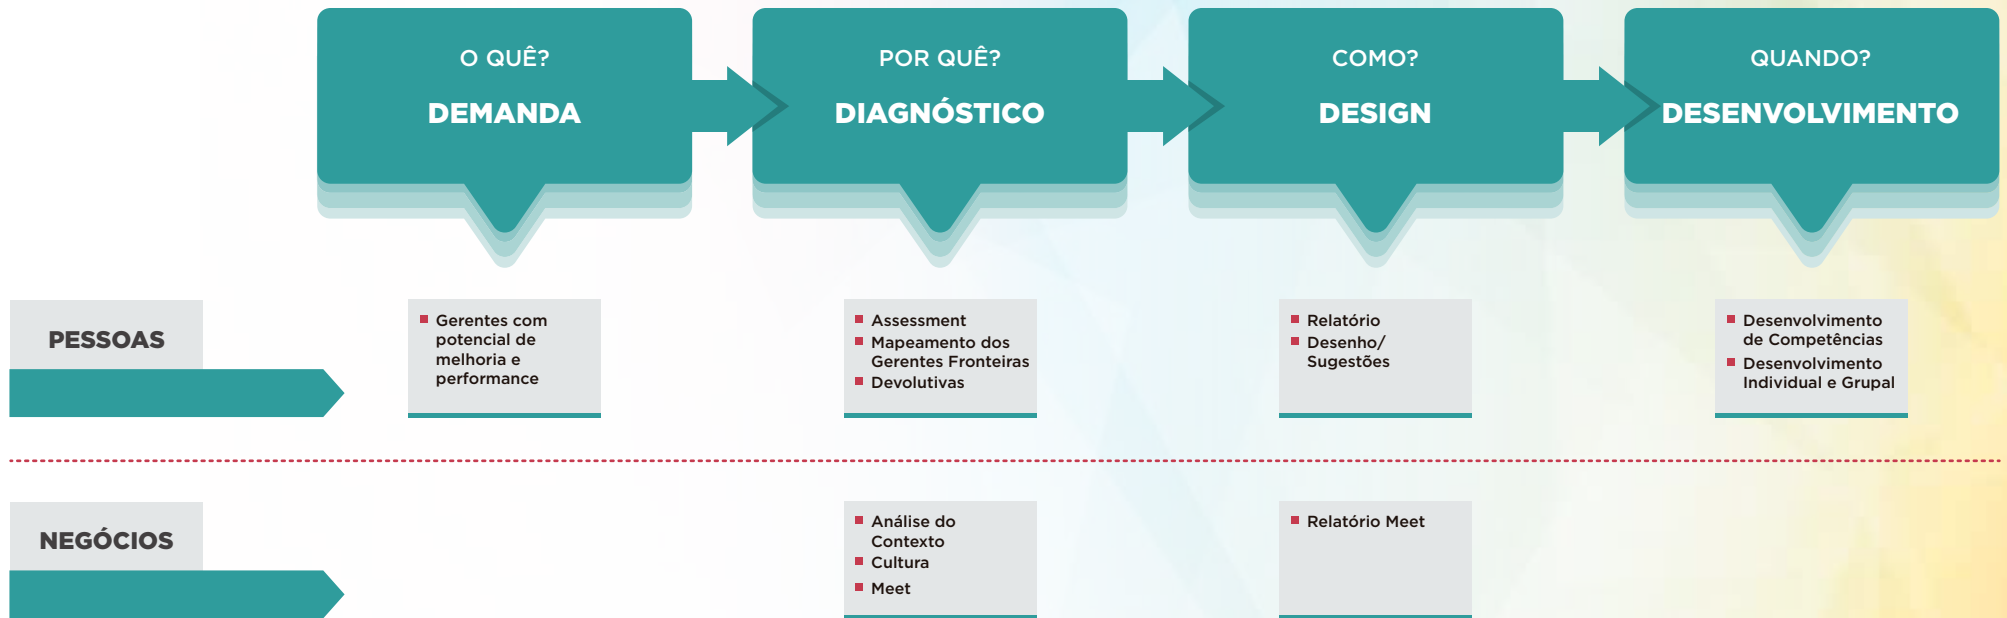 O QUÊ?
DEMANDA
POR QUÊ?
DIAGNÓSTICO
COMO?
DESIGN
QUANDO?
DESENVOLVIMENTO
PESSOAS
Gerentes com
potencial de
melhoria e
performance
Assessment
Mapeamento dos
Gerentes Fronteiras
Devolutivas
Relatório
Desenho/
Sugestões
Desenvolvimento
de Competências
Desenvolvimento
Individual e Grupal
NEGÓCIOS
Análise do
Contexto
Cultura
Meet
Relatório Meet